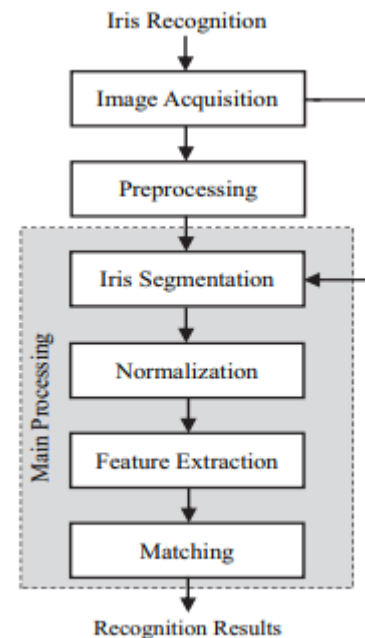 Iris Recognition
Image Acquisition
Preprocessing
Main Processing
Iris Segmentation
Normalization
Feature Extraction
Matching
Recognition Results